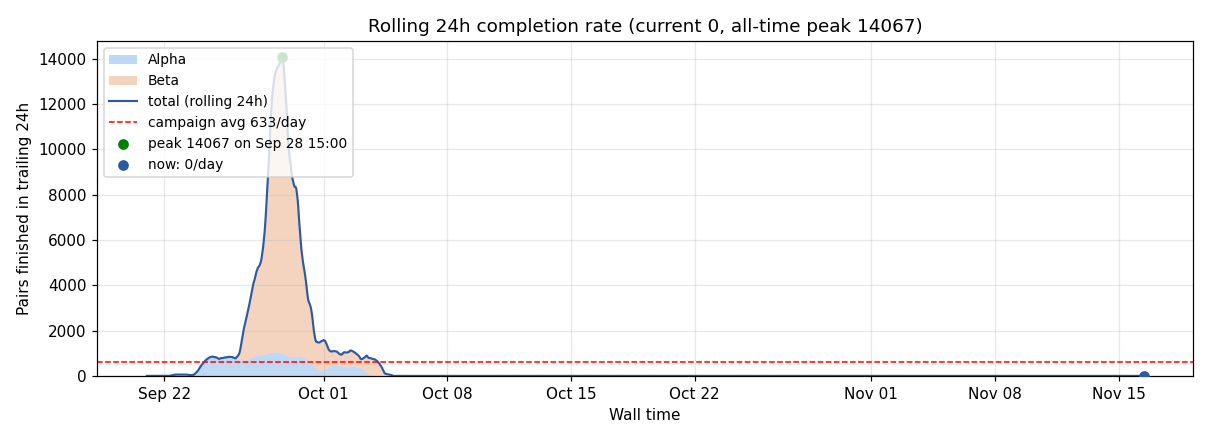 Rolling 24h completion rate (current 0, all-time peak 14067)
Pairs finished in trailing 24h
14000
12000
10000
8000
6000
4000
2000
0
Alpha
Beta
total (rolling 24h)
campaign avg 633/day
peak 14067 on Sep 28 15:00
now: 0/day
Sep 22
Oct 01
Oct 08
Oct 15
Oct 22
Nov 01
Nov 08
Nov 15
Wall time